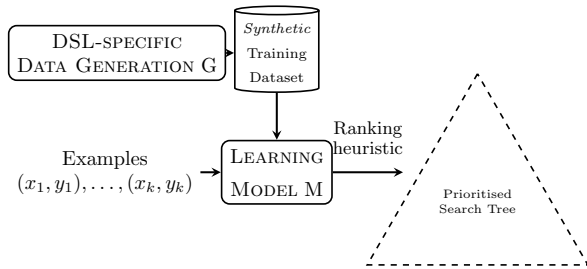 DSL-SPECIFIC
DATA GENERATION G
Synthetic
Training
Dataset
Ranking
heuristic
Examples
(x₁, y₁), . . . , (xₖ, yₖ)
LEARNING
MODEL M
Prioritised
Search Tree